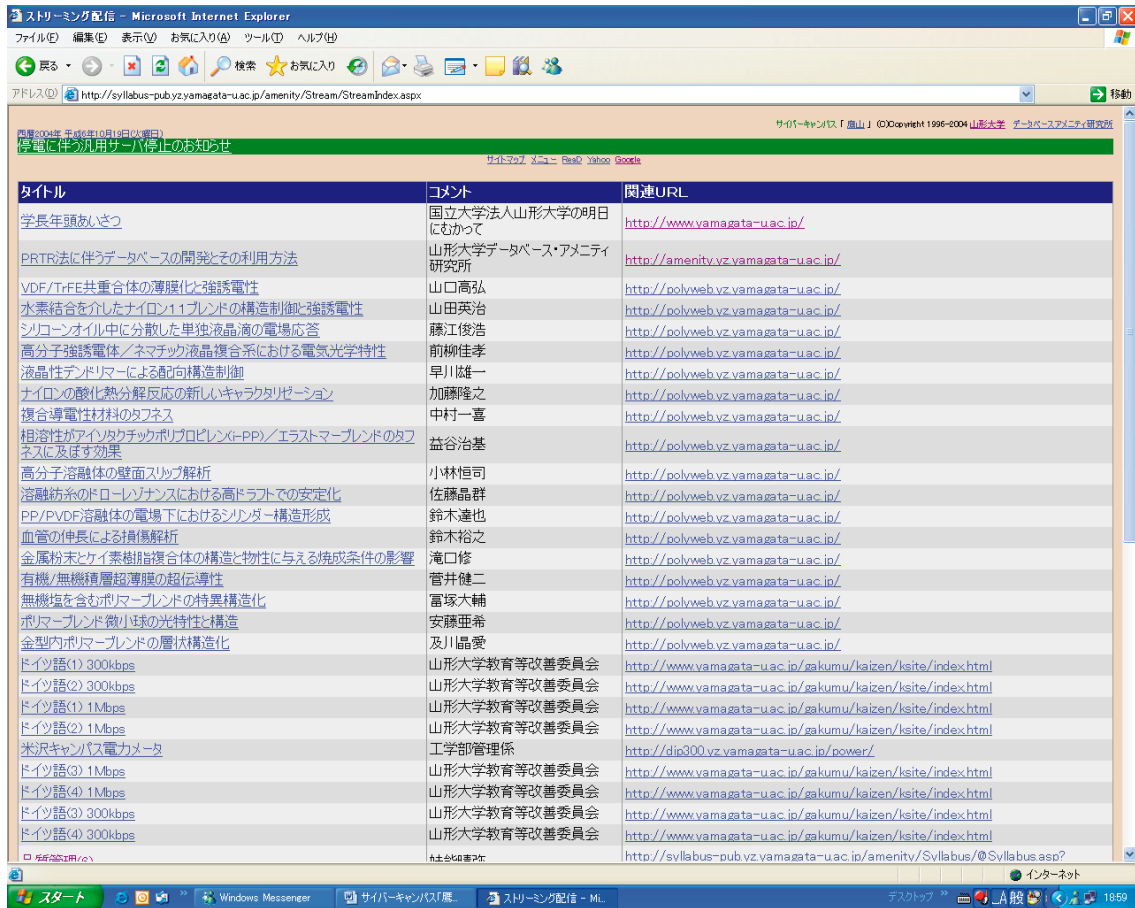 ストリーミング配信 - Microsoft Internet Explorer
ファイル(F) 編集(E) 表示(V) お気に入り(A) ツール(T) ヘルプ(H)
戻る 検索 お気に入り
アドレス(D) http://syllabus-pub.yz.yamagata-u.ac.jp/amenity/Stream/StreamIndex.aspx 移動
サイバーキャンパス「鷹山」 (C)Copyright 1996-2004 山形大学 データベースアメニティ研究所
西暦2004年 平成6年10月19日(火曜日)
停電に伴う汎用サーバ停止のお知らせ
サイトマップ メニュー ReaD Yahoo Google
タイトル コメント 関連URL
学長年頭あいさつ 国立大学法人山形大学の明日にむかって http://www.yamagata-u.ac.jp/
PRTR法に伴うデータベースの開発とその利用方法 山形大学データベース・アメニティ研究所 http://amenity.yz.yamagata-u.ac.jp/
VDF/TrFE共重合体の薄膜化と強誘電性 山口高弘 http://polyweb.yz.yamagata-u.ac.jp/
水素結合を介したナイロン11ブレンドの構造制御と強誘電性 山田英治 http://polyweb.yz.yamagata-u.ac.jp/
シリコーンオイル中に分散した単独液晶滴の電場応答 藤江俊浩 http://polyweb.yz.yamagata-u.ac.jp/
高分子強誘電体／ネマチック液晶複合系における電気光学特性 前柳佳孝 http://polyweb.yz.yamagata-u.ac.jp/
液晶性デンドリマーによる配向構造制御 早川雄一 http://polyweb.yz.yamagata-u.ac.jp/
ナイロンの酸化熱分解反応の新しいキャラクタリゼーション 加藤隆之 http://polyweb.yz.yamagata-u.ac.jp/
複合導電性材料のタフネス 中村一喜 http://polyweb.yz.yamagata-u.ac.jp/
相溶性がアイソタクチックポリプロピレン(i-PP)／エラストマーブレンドのタフネスに及ぼす効果 益谷治基 http://polyweb.yz.yamagata-u.ac.jp/
高分子溶融体の壁面スリップ解析 小林恒司 http://polyweb.yz.yamagata-u.ac.jp/
溶融紡糸のドローレゾナンスにおける高ドラフトでの安定化 佐藤晶群 http://polyweb.yz.yamagata-u.ac.jp/
PP/PVDF溶融体の電場下におけるシリンダー構造形成 鈴木達也 http://polyweb.yz.yamagata-u.ac.jp/
血管の伸長による損傷解析 鈴木裕之 http://polyweb.yz.yamagata-u.ac.jp/
金属粉末とケイ素樹脂複合体の構造と物性に与える焼成条件の影響 滝口修 http://polyweb.yz.yamagata-u.ac.jp/
有機/無機積層超薄膜の超伝導性 菅井健二 http://polyweb.yz.yamagata-u.ac.jp/
無機塩を含むポリマーブレンドの特異構造化 冨塚大輔 http://polyweb.yz.yamagata-u.ac.jp/
ポリマーブレンド微小球の光特性と構造 安藤亜希 http://polyweb.yz.yamagata-u.ac.jp/
金型内ポリマーブレンドの層状構造化 及川晶愛 http://polyweb.yz.yamagata-u.ac.jp/
ドイツ語(1) 300kbps 山形大学教育等改善委員会 http://www.yamagata-u.ac.jp/gakumu/kaizen/ksite/index.html
ドイツ語(2) 300kbps 山形大学教育等改善委員会 http://www.yamagata-u.ac.jp/gakumu/kaizen/ksite/index.html
ドイツ語(1) 1Mbps 山形大学教育等改善委員会 http://www.yamagata-u.ac.jp/gakumu/kaizen/ksite/index.html
ドイツ語(2) 1Mbps 山形大学教育等改善委員会 http://www.yamagata-u.ac.jp/gakumu/kaizen/ksite/index.html
米沢キャンパス電力メータ 工学部管理係 http://dip300.yz.yamagata-u.ac.jp/power/
ドイツ語(3) 1Mbps 山形大学教育等改善委員会 http://www.yamagata-u.ac.jp/gakumu/kaizen/ksite/index.html
ドイツ語(4) 1Mbps 山形大学教育等改善委員会 http://www.yamagata-u.ac.jp/gakumu/kaizen/ksite/index.html
ドイツ語(3) 300kbps 山形大学教育等改善委員会 http://www.yamagata-u.ac.jp/gakumu/kaizen/ksite/index.html
ドイツ語(4) 300kbps 山形大学教育等改善委員会 http://www.yamagata-u.ac.jp/gakumu/kaizen/ksite/index.html
http://syllabus-pub.yz.yamagata-u.ac.jp/amenity/Syllabus/@Syllabus.asp?
インターネット
スタート Windows Messenger サイバーキャンパス「鷹... ストリーミング配信 - Mi... デスクトップ A 般 18:59